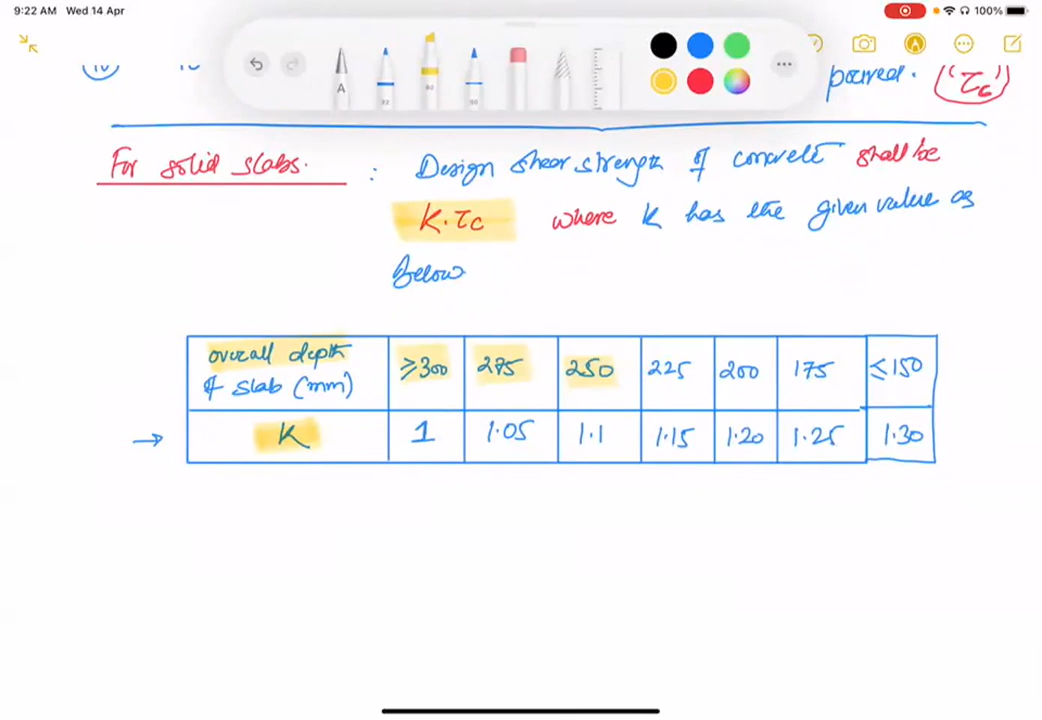 9:22 AM Wed 14 Apr
100%
poured. ('τc')
For solid slabs. : Design shear strength of concrete shall be
K.τc where K has the given value as
below
overall depth of slab (mm) ≥300 275 250 225 200 175 ≤150
→ K 1 1.05 1.1 1.15 1.20 1.25 1.30